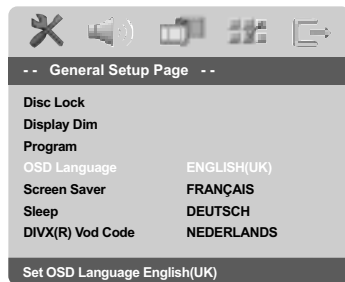 -- General Setup Page --
Disc Lock
Display Dim
Program
OSD Language ENGLISH(UK)
Screen Saver FRANÇAIS
Sleep DEUTSCH
DIVX(R) Vod Code NEDERLANDS
Set OSD Language English(UK)